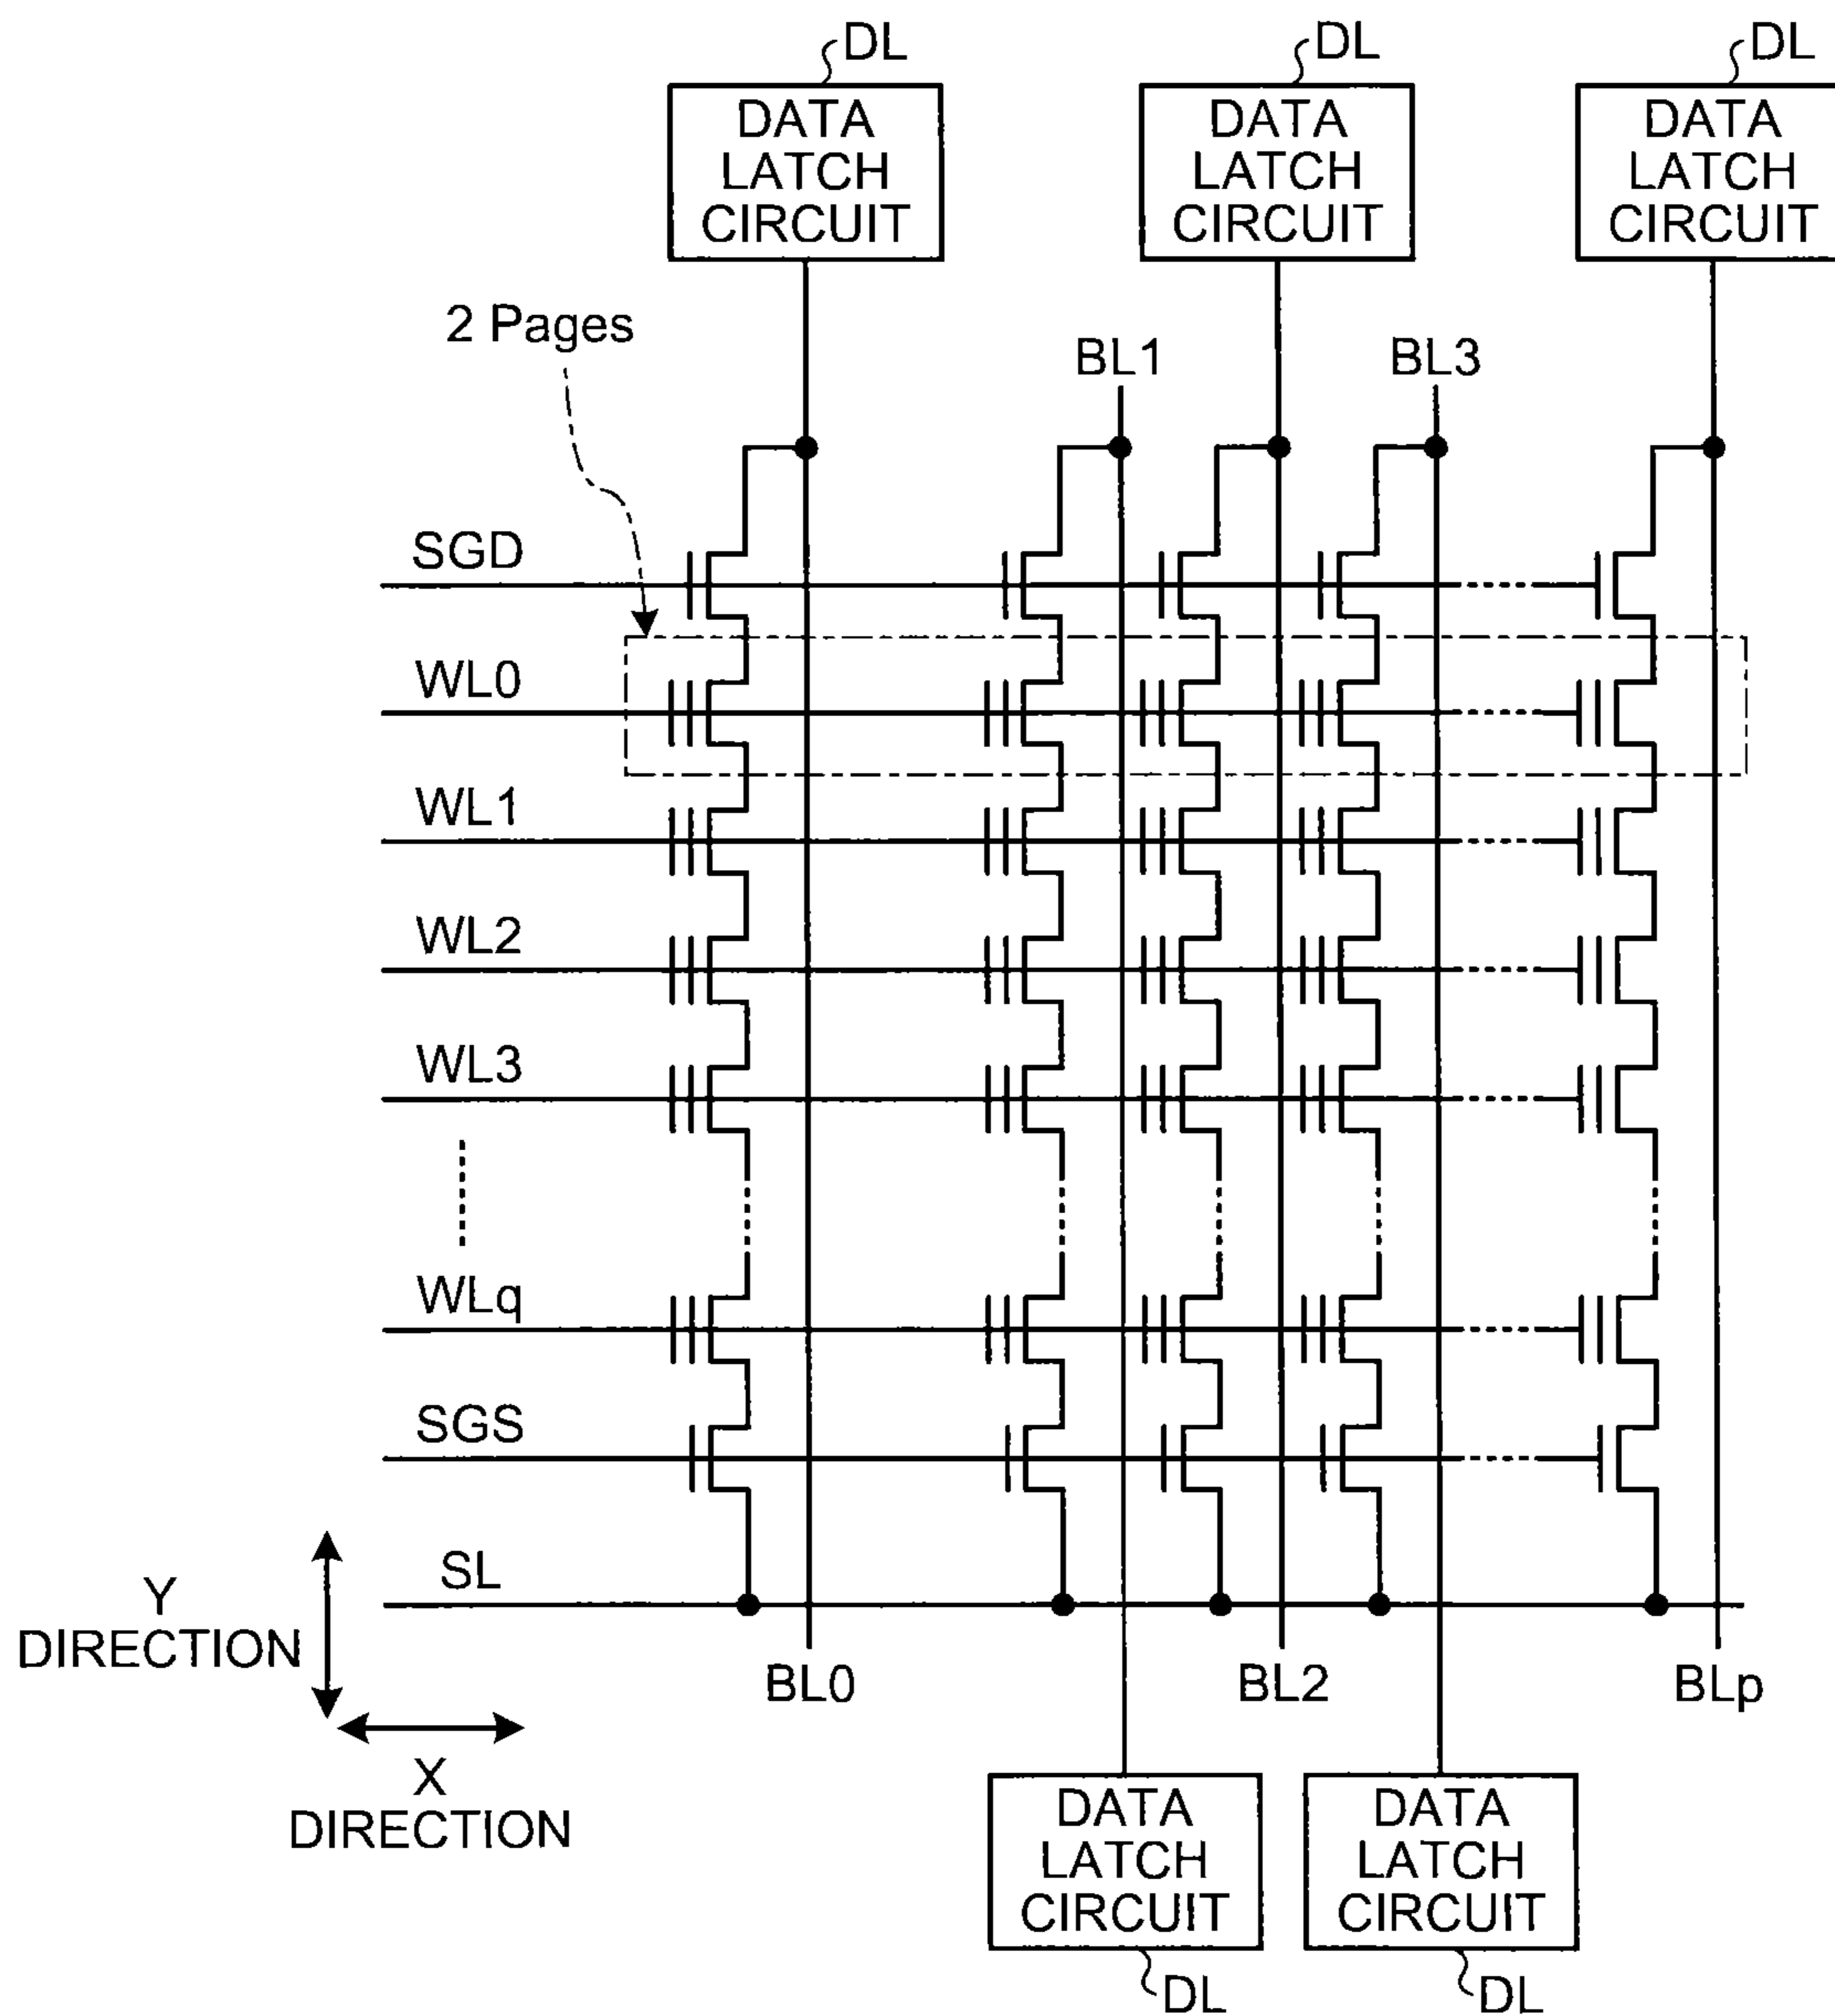 DL
DL
DL
DATA
LATCH
CIRCUIT
DATA
LATCH
CIRCUIT
DATA
LATCH
CIRCUIT
2 Pages
BL1
BL3
SGD
WL0
WL1
WL2
WL3
WLq
SGS
SL
Y
DIRECTION
X
DIRECTION
BL0
BL2
BLp
DATA
LATCH
CIRCUIT
DATA
LATCH
CIRCUIT
DL
DL